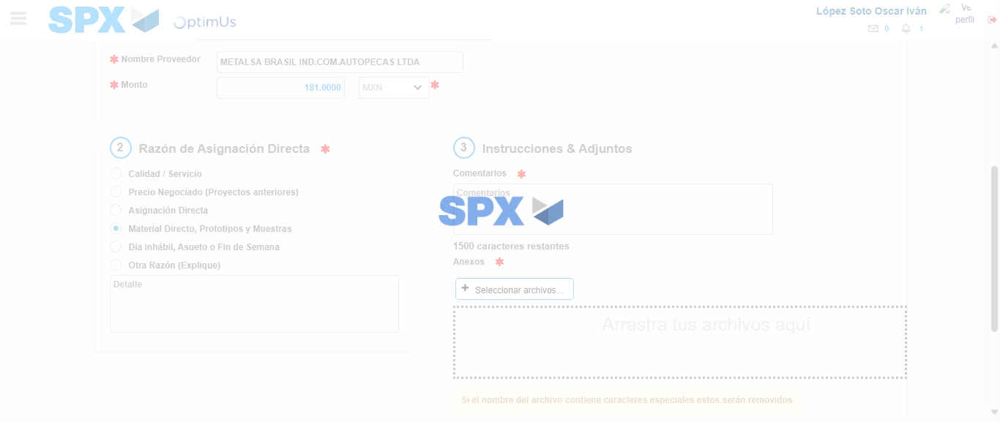 SPX
OptimUs
López Soto Oscar Iván
Ve
perfil
0
1
* Nombre Proveedor
METALSA BRASIL IND.COM.AUTOPECAS LTDA
* Monto
181.0000
MXN
*
2
Razón de Asignación Directa *
Calidad / Servicio
Precio Negociado (Proyectos anteriores)
Asignación Directa
Material Directo, Prototipos y Muestras
Día inhábil, Asueto o Fin de Semana
Otra Razón (Explique)
Detalle
3
Instrucciones & Adjuntos
Comentarios *
Comentarios
SPX
1500 caracteres restantes
Anexos *
+ Seleccionar archivos...
Arrastra tus archivos aquí
Si el nombre del archivo contiene caracteres especiales estos serán removidos